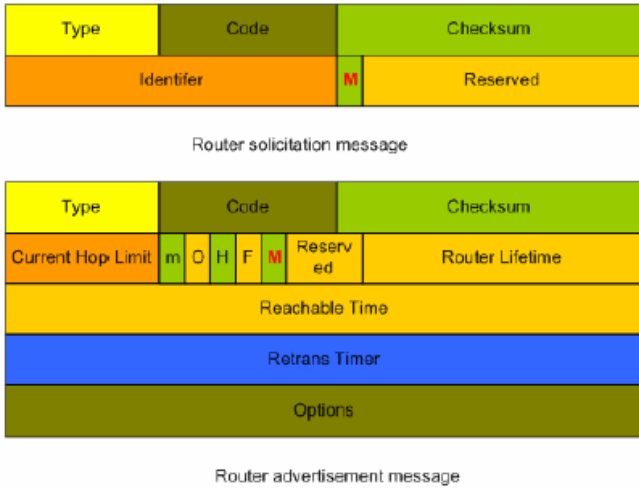 Type Code Checksum
Identifer M Reserved
Router solicitation message
Type Code Checksum
Current Hop Limit m O H F M Reserv
ed Router Lifetime
Reachable Time
Retrans Timer
Options
Router advertisement message